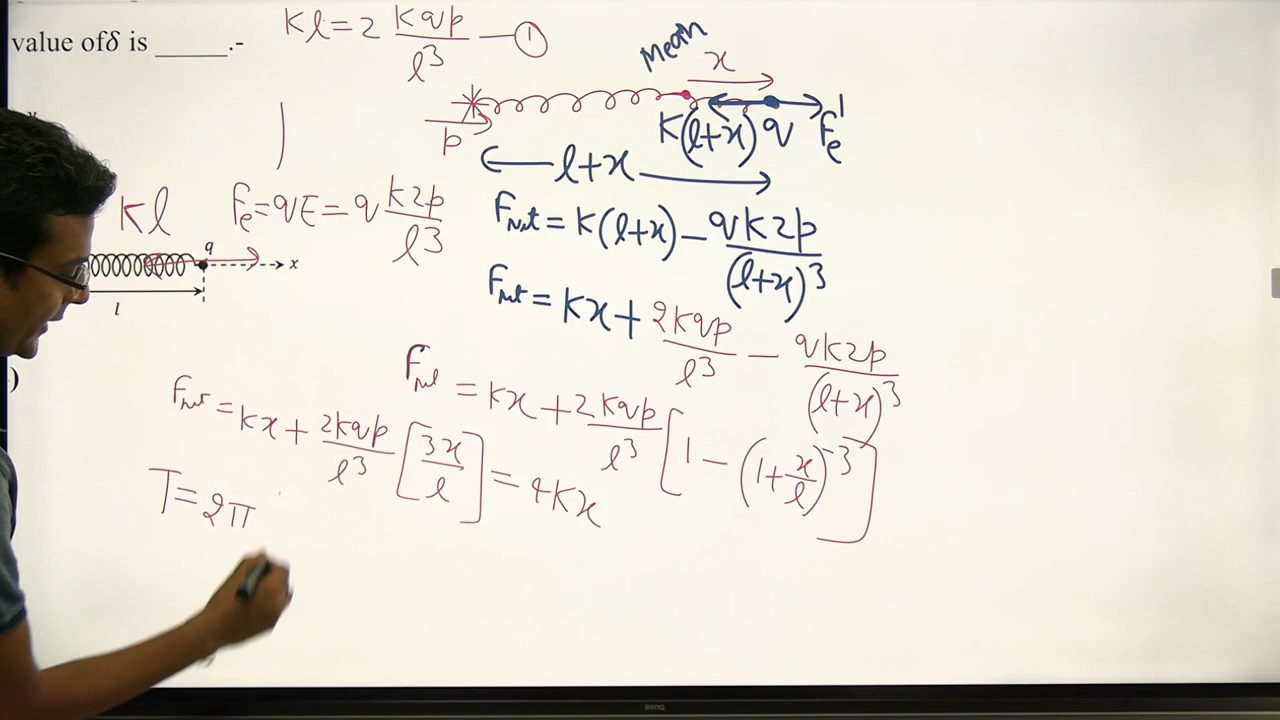 value of δ is _____.-
Kl = 2 Kqp/l³ — ①
Mean
x
p
K(l+x) q Fe'
l+x
Kl
Fe = qE = q K2p/l³
q
x
l
Fnet = K(l+x) - qK2p/(l+x)³
Fnet = Kx + 2Kqp/l³ - qK2p/(l+x)³
Fnet = Kx + 2Kqp/l³ [1 - (1+x/l)⁻³]
Fnet = Kx + 2Kqp/l³ [3x/l] = 4Kx
)
T = 2π
BenQ